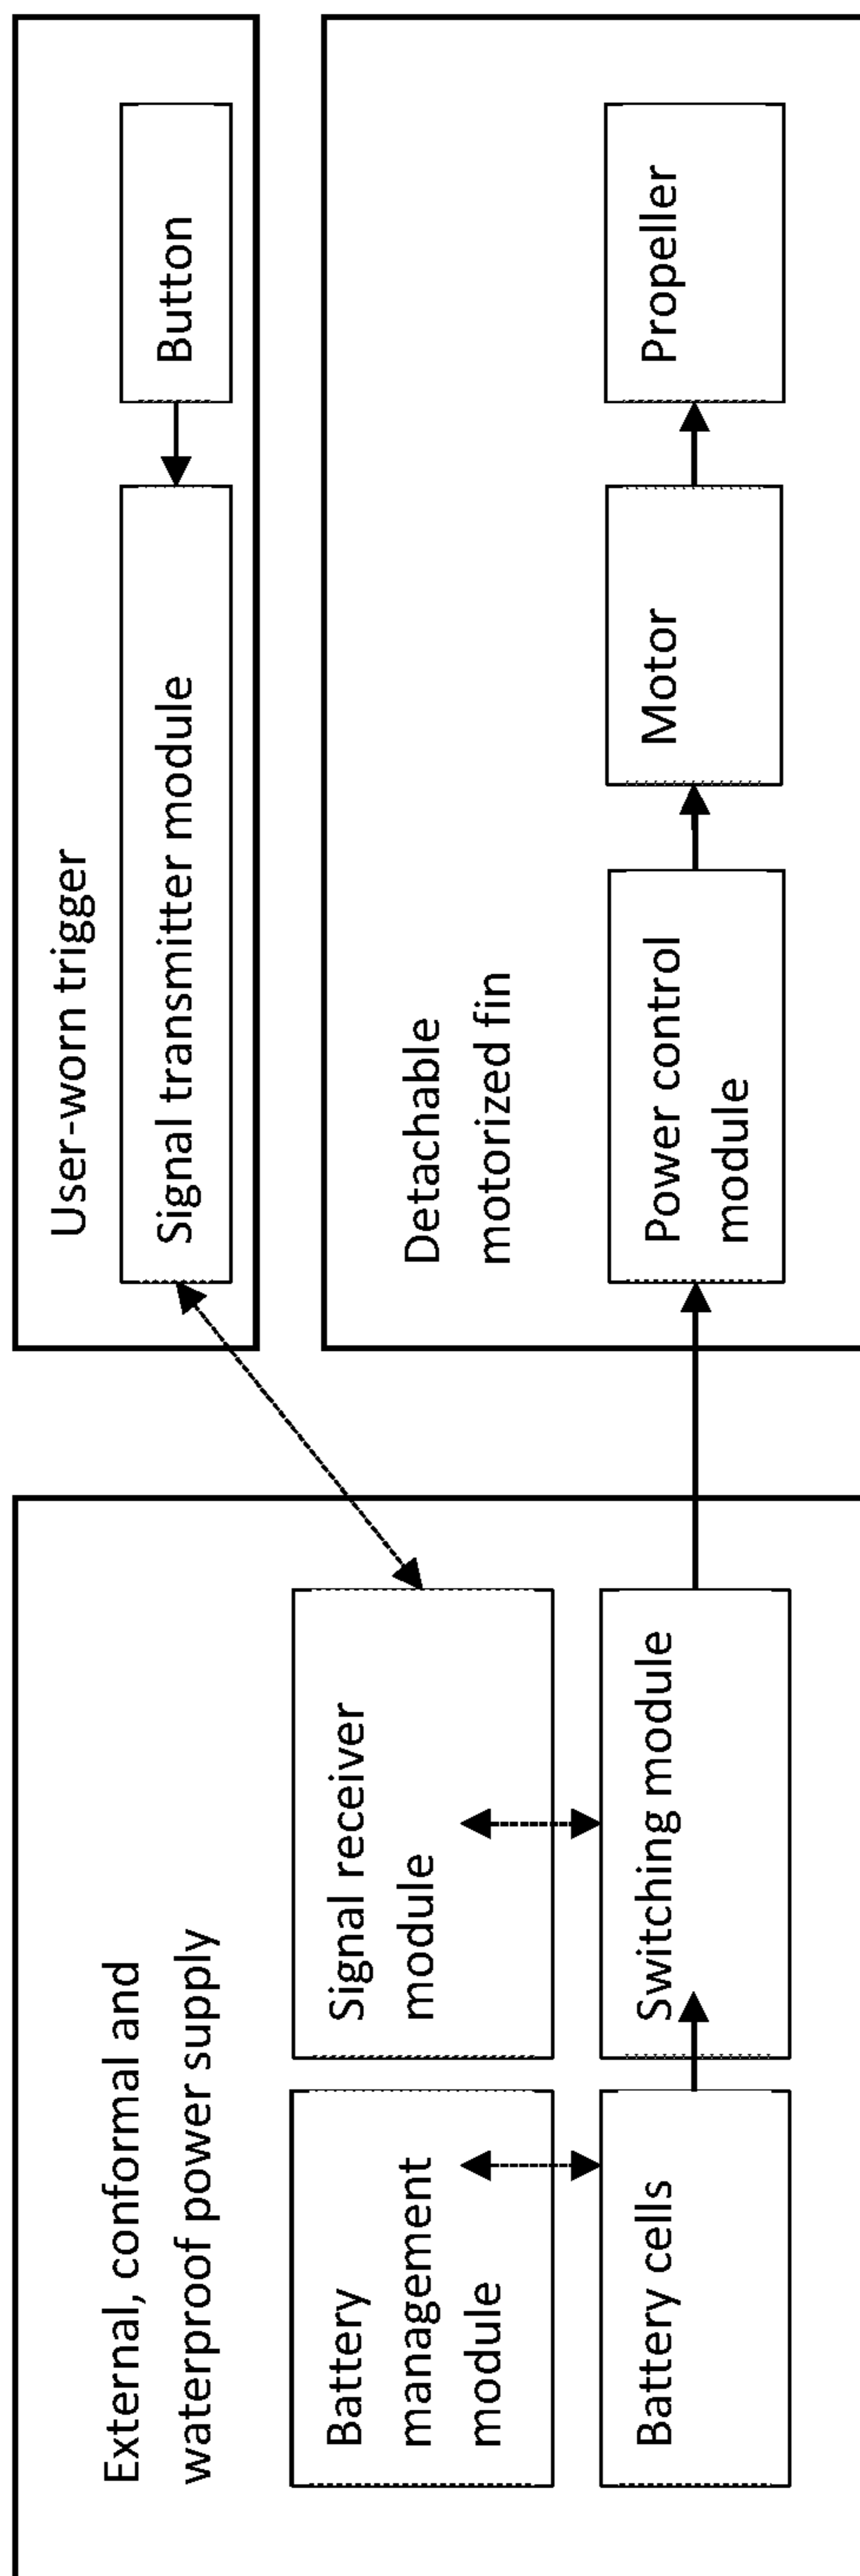 External, conformal and
waterproof power supply
Battery
management
module
Signal receiver
module
Battery cells
Switching module
User-worn trigger
Signal transmitter module
Button
Detachable
motorized fin
Power control
module
Motor
Propeller